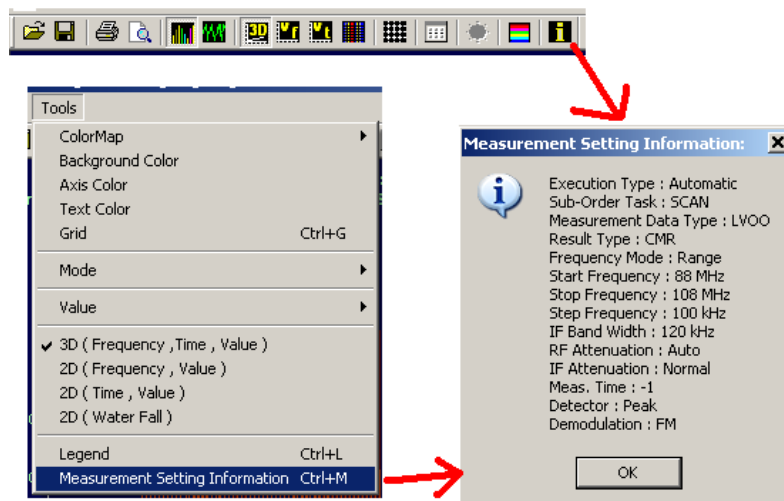 3D
Vf
Vt
i
Tools
ColorMap
Background Color
Axis Color
Text Color
Grid Ctrl+G
Mode
Value
3D ( Frequency ,Time , Value )
2D ( Frequency , Value )
2D ( Time , Value )
2D ( Water Fall )
Legend Ctrl+L
Measurement Setting Information Ctrl+M
Measurement Setting Information:
Execution Type : Automatic
Sub-Order Task : SCAN
Measurement Data Type : LVOO
Result Type : CMR
Frequency Mode : Range
Start Frequency : 88 MHz
Stop Frequency : 108 MHz
Step Frequency : 100 kHz
IF Band Width : 120 kHz
RF Attenuation : Auto
IF Attenuation : Normal
Meas. Time : -1
Detector : Peak
Demodulation : FM
OK